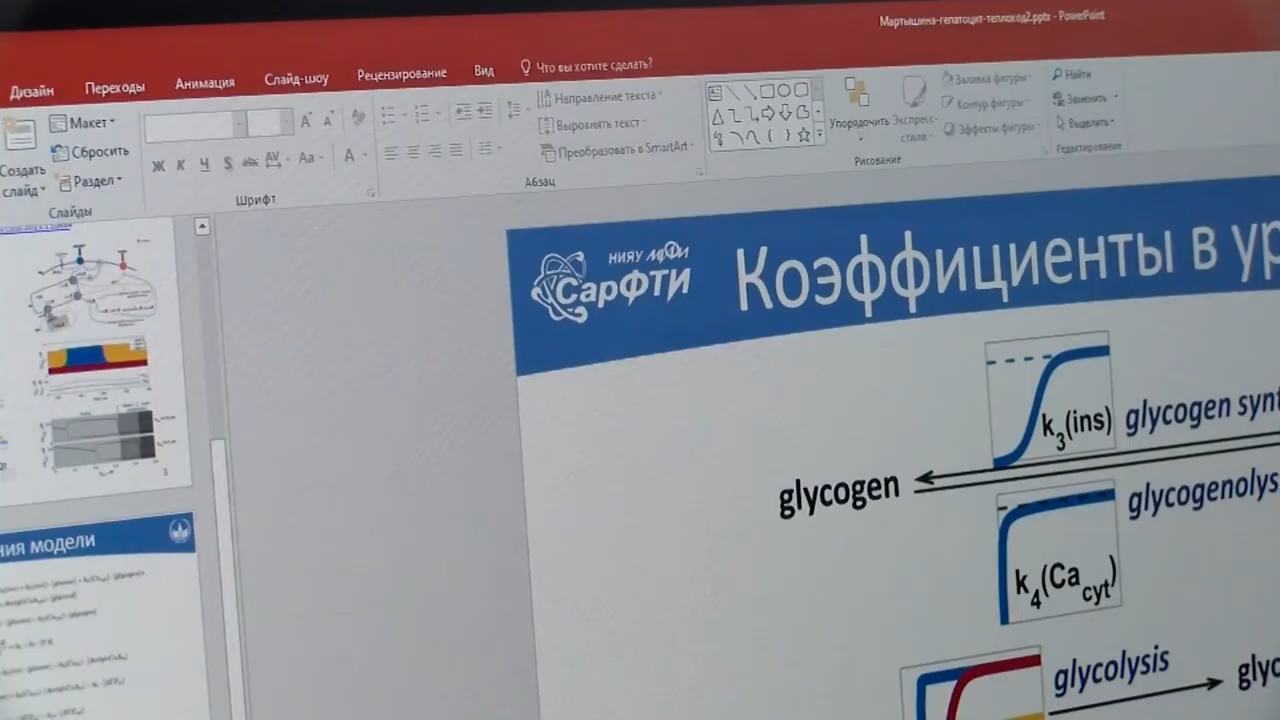 Мартышина-гепатоцит-теплоход2.pptx - PowerPoint
Дизайн Переходы Анимация Слайд-шоу Рецензирование Вид Что вы хотите сделать?
Создать слайд
Макет
Сбросить
Раздел
Слайды
Ж К Ч S abc AV Aa A
Шрифт
Направление текста
Выровнять текст
Преобразовать в SmartArt
Абзац
Упорядочить
Экспресс-
стили
Заливка фигуры
Контур фигуры
Эффекты фигуры
Рисование
Найти
Заменить
Выделить
Редактирование
ния модели
НИЯУ МИФИ
СарФТИ
Коэффициенты в ур
k3(ins)
glycogen synt
glycogen
glycogenolys
k4(Cacyt)
glycolysis
glyc